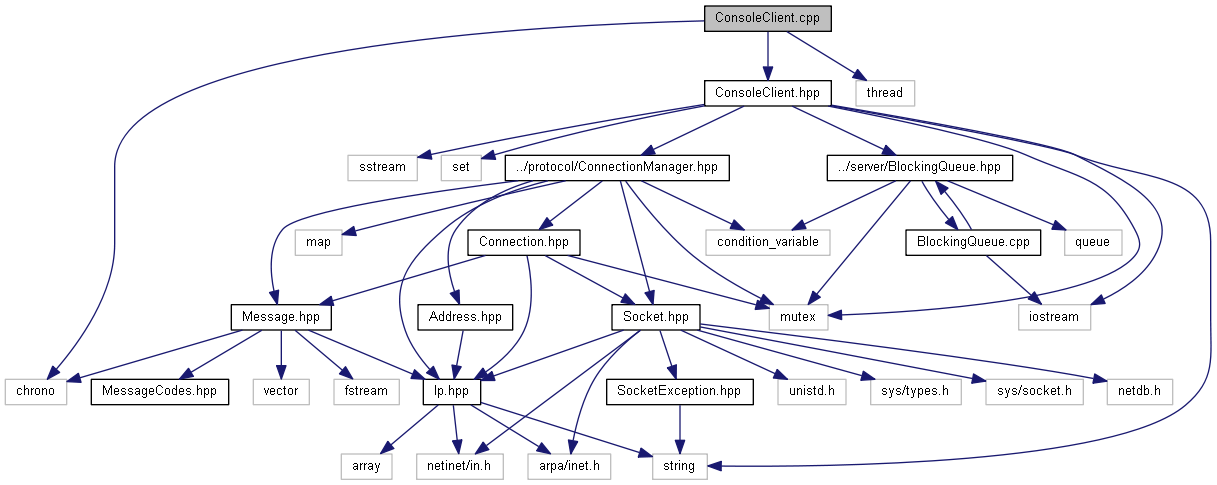 ConsoleClient.cpp
ConsoleClient.hpp
thread
sstream
set
../protocol/ConnectionManager.hpp
../server/BlockingQueue.hpp
map
Connection.hpp
condition_variable
BlockingQueue.cpp
queue
Message.hpp
Address.hpp
Socket.hpp
mutex
iostream
chrono
MessageCodes.hpp
vector
fstream
Ip.hpp
SocketException.hpp
unistd.h
sys/types.h
sys/socket.h
netdb.h
array
netinet/in.h
arpa/inet.h
string